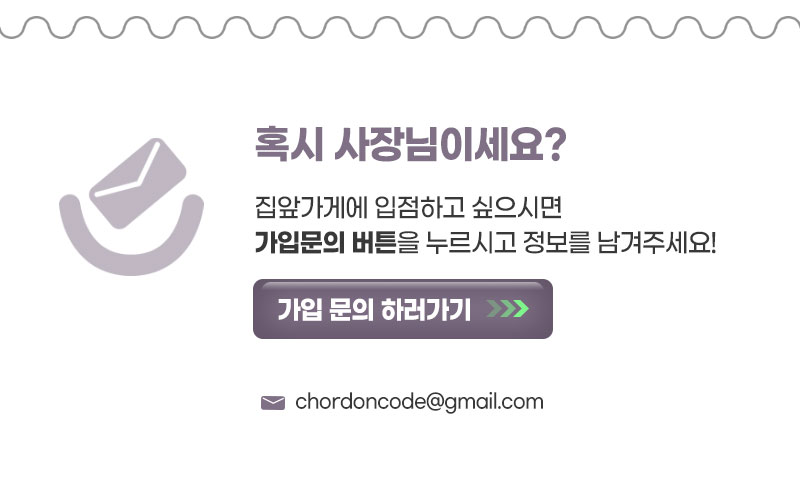 혹시 사장님이세요?
집앞가게에 입점하고 싶으시면
가입문의 버튼을 누르시고 정보를 남겨주세요!
가입 문의 하러가기
chordoncode@gmail.com